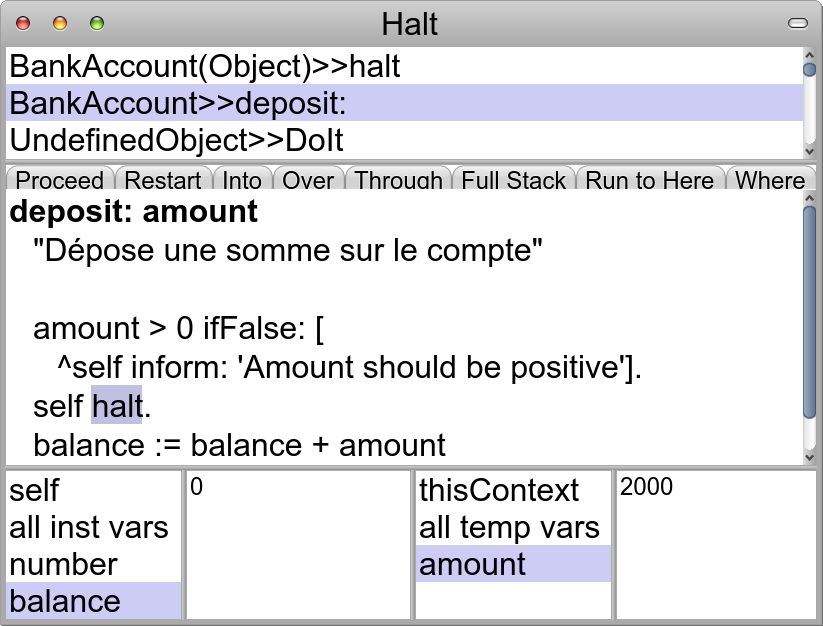 Halt
BankAccount(Object)>>halt
BankAccount>>deposit:
UndefinedObject>>DoIt
Proceed Restart Into Over Through Full Stack Run to Here Where
deposit: amount
"Dépose une somme sur le compte"
amount > 0 ifFalse: [
^self inform: 'Amount should be positive'].
self halt.
balance := balance + amount
self
all inst vars
number
balance
0
thisContext
all temp vars
amount
2000